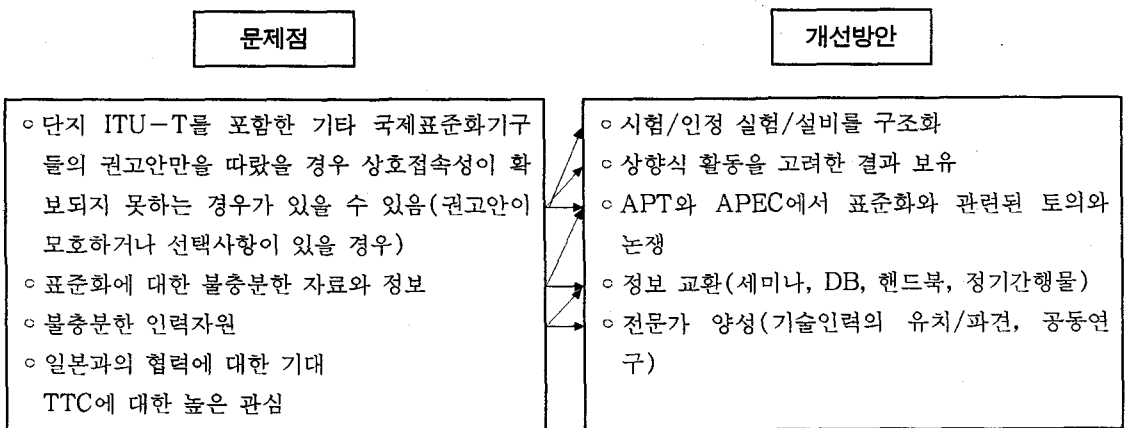 문제점
개선방안
○ 단지 ITU-T를 포함한 기타 국제표준화기구
들의 권고안만을 따랐을 경우 상호접속성이 확
보되지 못하는 경우가 있을 수 있음(권고안이
모호하거나 선택사항이 있을 경우)
○ 표준화에 대한 불충분한 자료와 정보
○ 불충분한 인력자원
○ 일본과의 협력에 대한 기대
TTC에 대한 높은 관심
○ 시험/인정 실험/설비를 구조화
○ 상향식 활동을 고려한 결과 보유
○ APT와 APEC에서 표준화와 관련된 토의와
논쟁
○ 정보 교환(세미나, DB, 핸드북, 정기간행물)
○ 전문가 양성(기술인력의 유치/파견, 공동연
구)